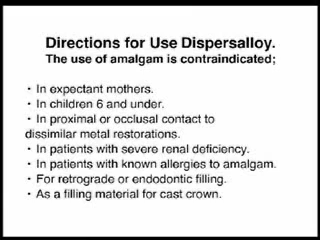 Directions for Use Dispersalloy.
The use of amalgam is contraindicated;
· In expectant mothers.
· In children 6 and under.
· In proximal or occlusal contact to
dissimilar metal restorations.
· In patients with severe renal deficiency.
· In patients with known allergies to amalgam.
· For retrograde or endodontic filling.
· As a filling material for cast crown.